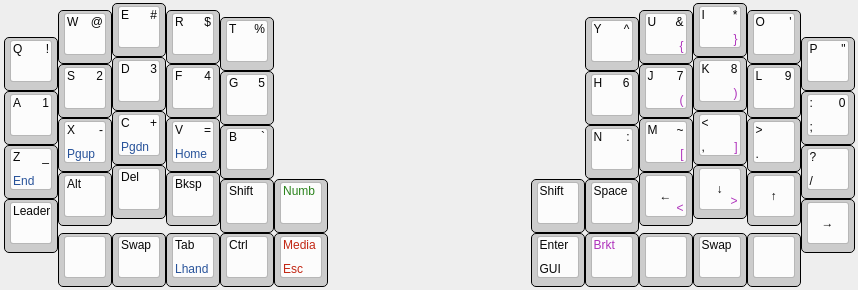 Q !
W @
E #
R $
T %
Y ^
U &
{
I *
}
O '
P "
A 1
S 2
D 3
F 4
G 5
H 6
J 7
(
K 8
)
L 9
: 0
;
Z _
End
X -
Pgup
C +
Pgdn
V =
Home
B `
N :
M ~
[
<
, ]
>
.
?
/
Leader
Alt
Del
Bksp
Shift
Numb
Shift
Space
←
<
↓
>
↑
→
Swap
Tab
Lhand
Ctrl
Media
Esc
Enter
GUI
Brkt
Swap